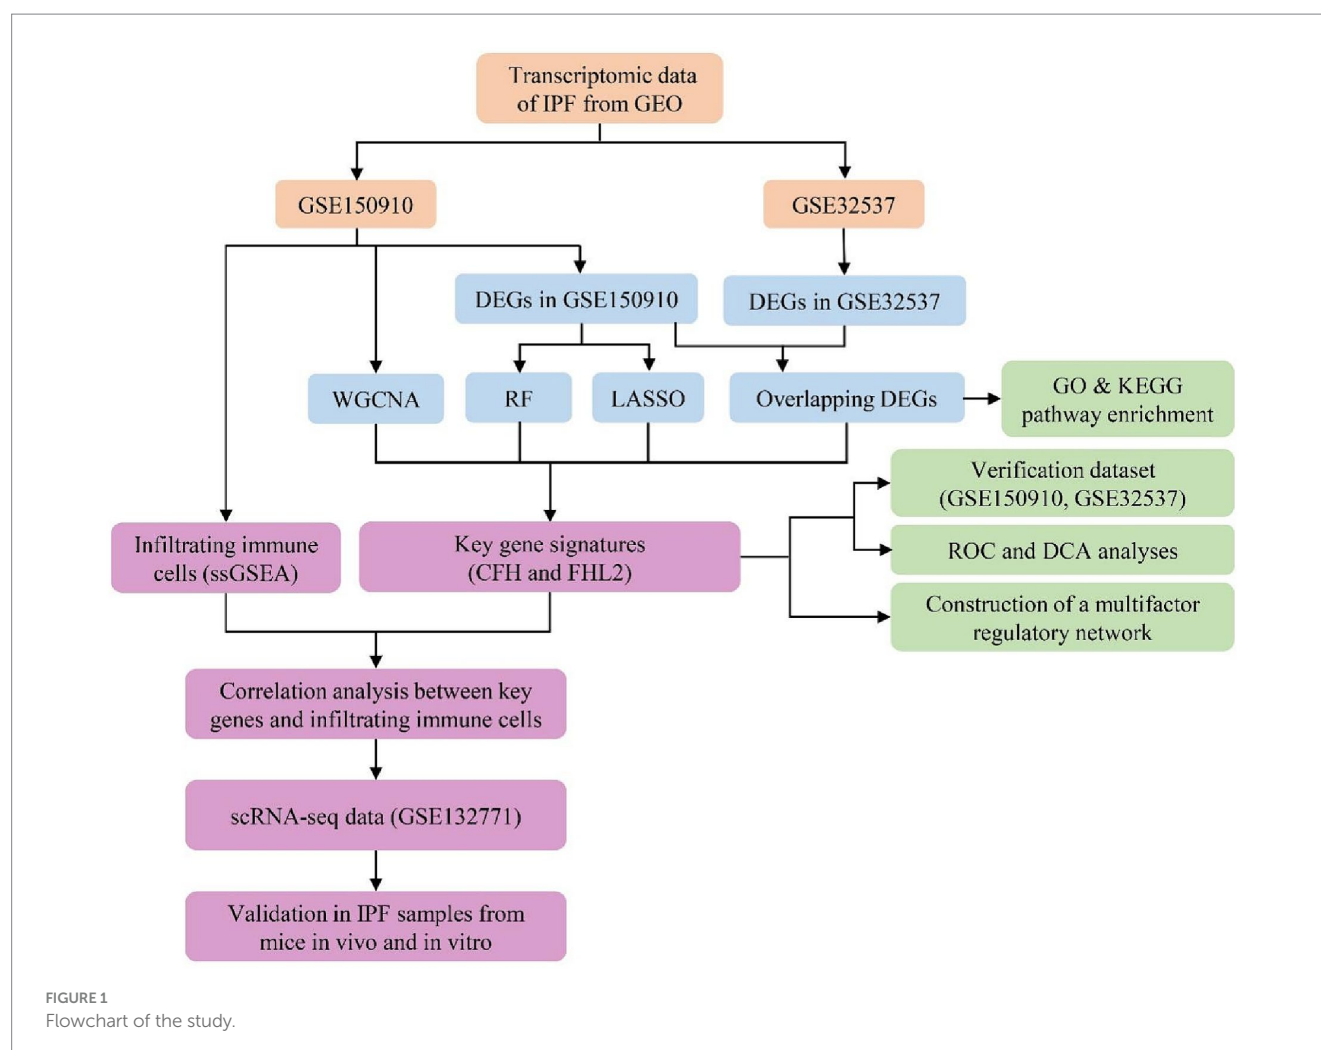 Transcriptomic data
of IPF from GEO
GSE150910
GSE32537
DEGs in GSE150910
DEGs in GSE32537
WGCNA
RF
LASSO
Overlapping DEGs
GO & KEGG
pathway enrichment
Verification dataset
(GSE150910, GSE32537)
ROC and DCA analyses
Construction of a multifactor
regulatory network
Infiltrating immune
cells (ssGSEA)
Key gene signatures
(CFH and FHL2)
Correlation analysis between key
genes and infiltrating immune cells
scRNA-seq data (GSE132771)
Validation in IPF samples from
mice in vivo and in vitro
FIGURE 1
Flowchart of the study.